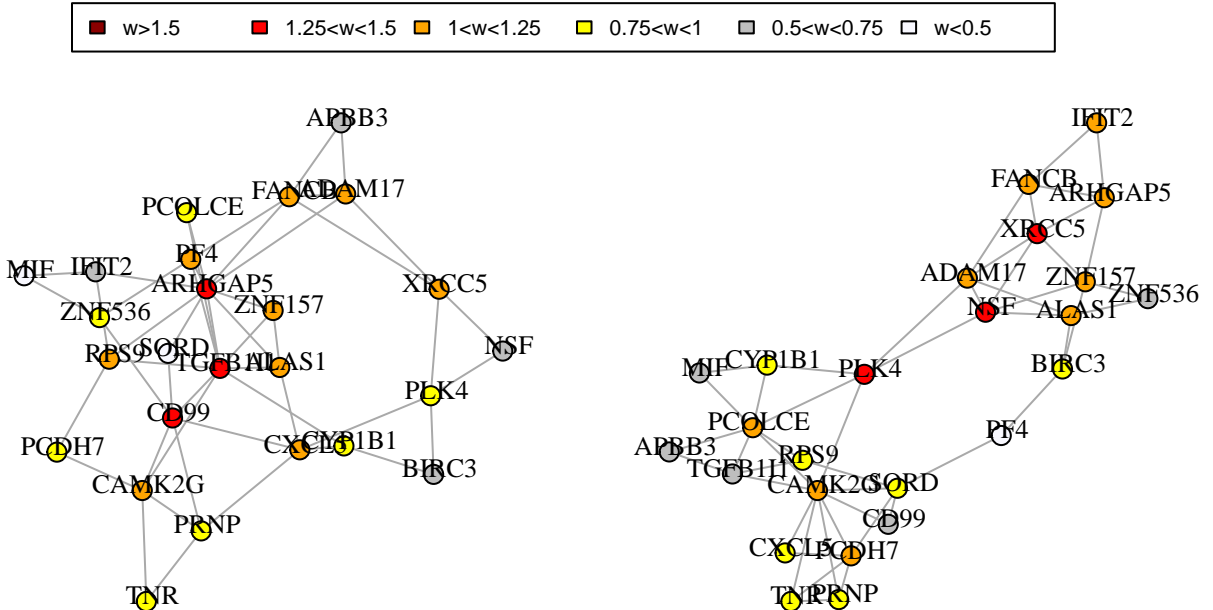 w>1.5 1.25<w<1.5 1<w<1.25 0.75<w<1 0.5<w<0.75 w<0.5
APBB3
FANCB ADAM17
PCOLCE
PF4
MIF IFIT2
ARHGAP5 XRCC5
ZNF157
ZNF536
RPS9 SORD NSF
TGFB1I1 ALAS1
PLK4
CD99
PCDH7 CXCL5 CYP1B1
BIRC3
CAMK2G
PRNP
TNR
IFIT2
FANCB
ARHGAP5
XRCC5
ADAM17 ZNF157
ZNF536
NSF ALAS1
MIF CYP1B1 PLK4 BIRC3
PCOLCE PF4
APBB3
TGFB1I1 RPS9
CAMK2G SORD
CD99
CXCL5 PCDH7
TNR PRNP